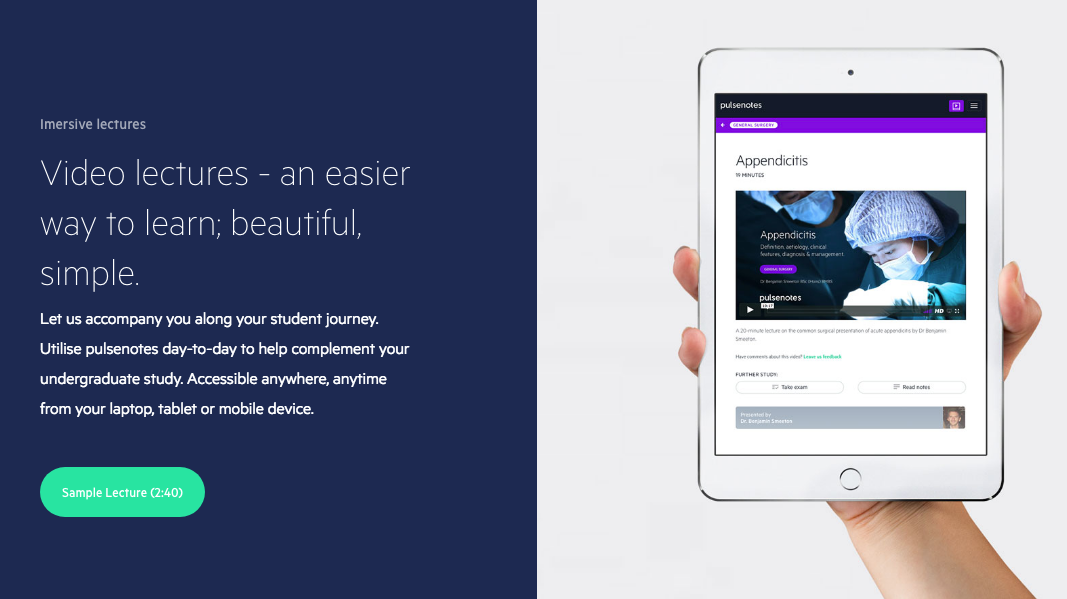 Imersive lectures
Video lectures - an easier
way to learn; beautiful,
simple.
Let us accompany you along your student journey.
Utilise pulsenotes day-to-day to help complement your
undergraduate study. Accessible anywhere, anytime
from your laptop, tablet or mobile device.
Sample Lecture (2:40)
pulsenotes
GENERAL SURGERY
Appendicitis
19 MINUTES
Appendicitis
Definition, aetiology, clinical
features, diagnosis & management
GENERAL SURGERY
Dr Benjamin Smeeton
pulsenotes
HD
A 20-minute lecture on the common surgical presentation of acute appendicitis by Dr Benjamin
Smeeton.
Have comments about this video? Leave us feedback
FURTHER STUDY:
Take exam
Read notes
Presented by
Dr. Benjamin Smeeton